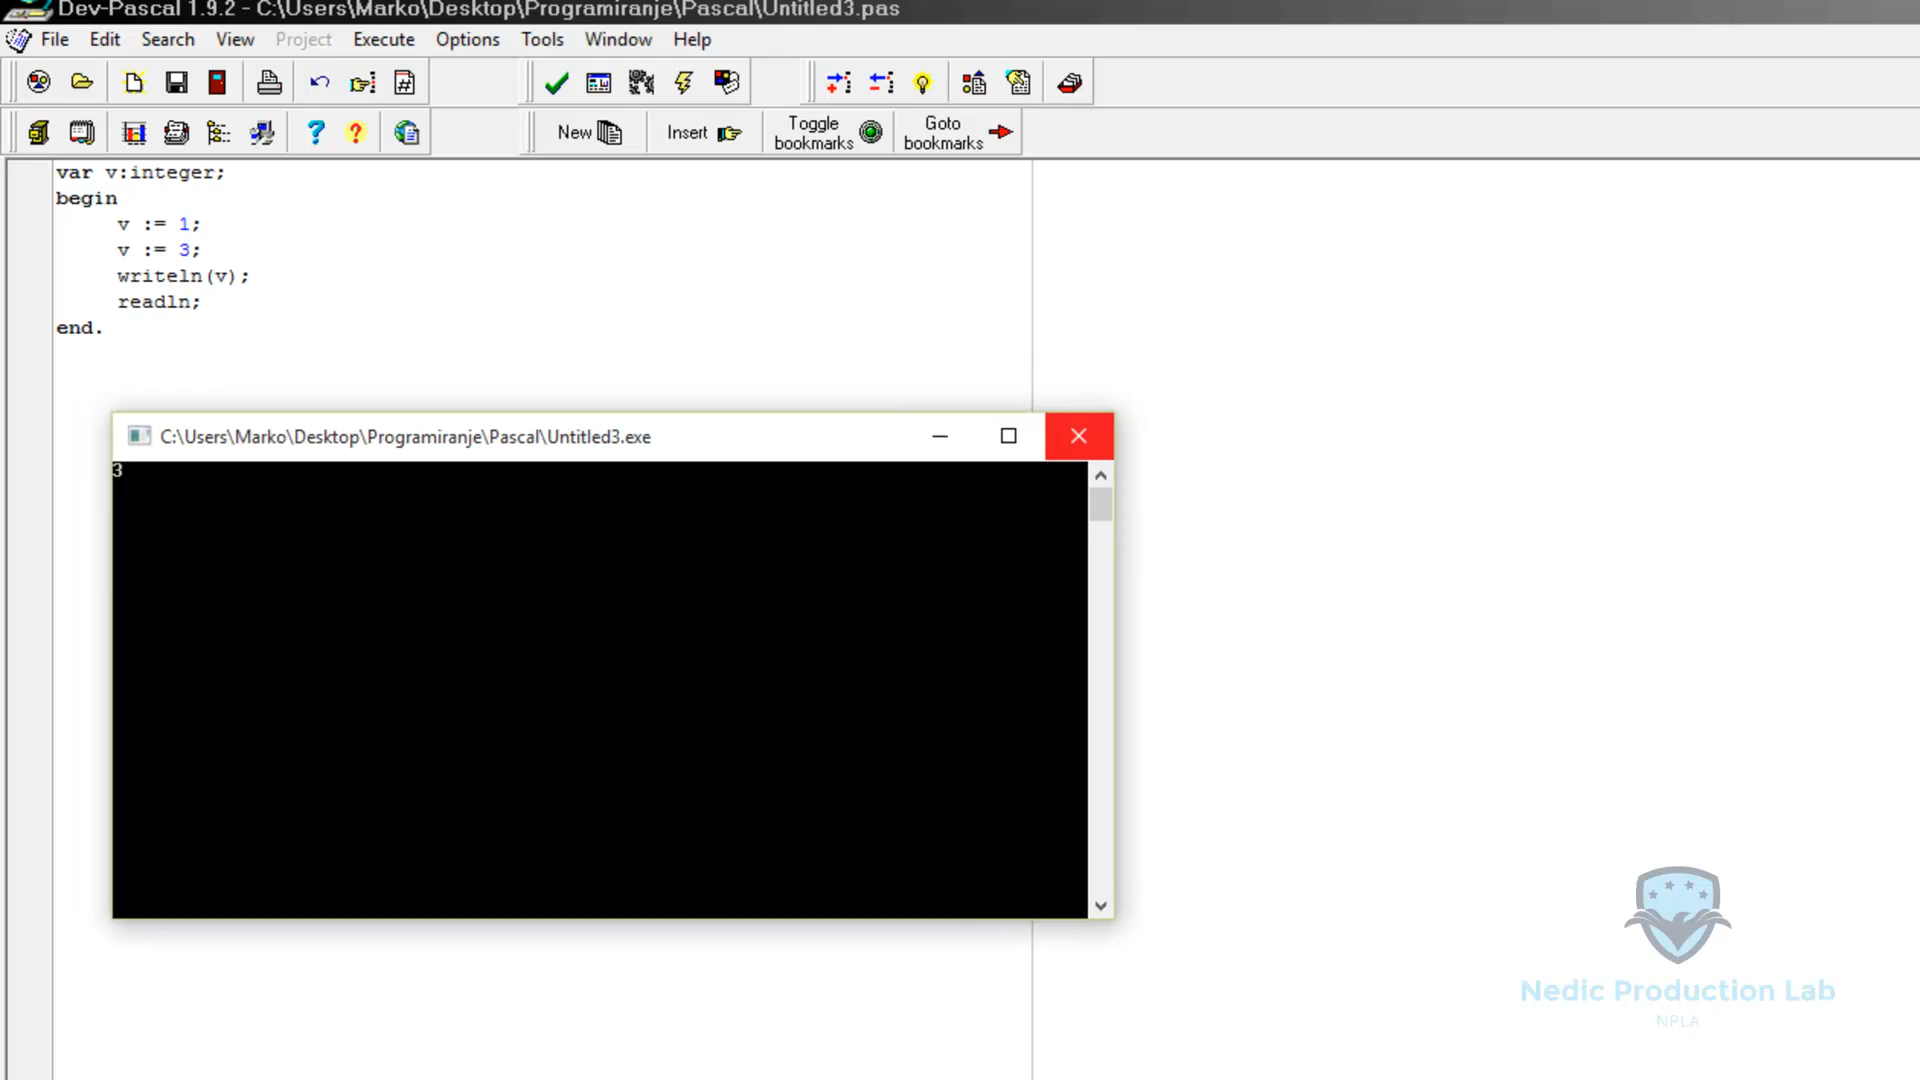 Dev-Pascal 1.9.2 - C:\Users\Marko\Desktop\Programiranje\Pascal\Untitled3.pas
File Edit Search View Project Execute Options Tools Window Help
New Insert Toggle bookmarks Goto bookmarks
var v:integer;
begin
v := 1;
v := 3;
writeln(v);
readln;
end.
C:\Users\Marko\Desktop\Programiranje\Pascal\Untitled3.exe
3
Nedic Production Lab
NPLA